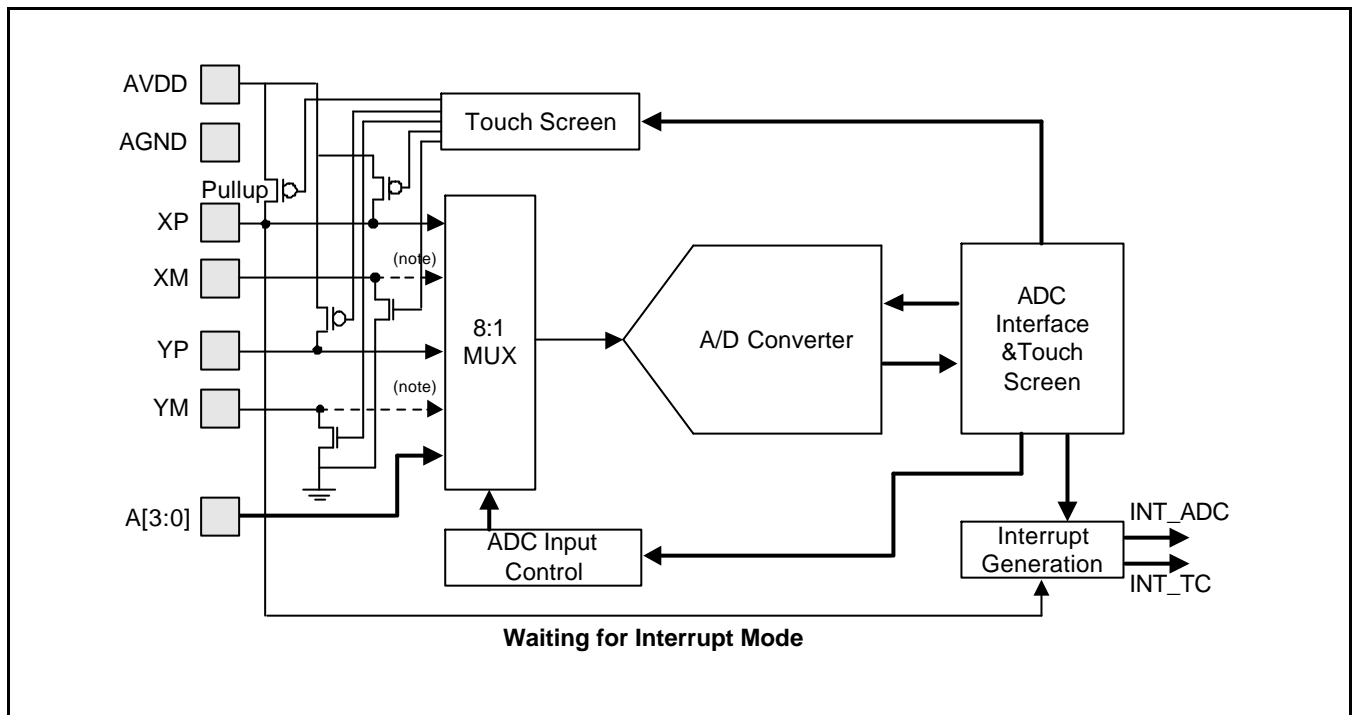 AVDD
AGND
Pullup
XP
XM
YP
YM
A[3:0]
Touch Screen
(note)
(note)
8:1
MUX
A/D Converter
ADC
Interface
&Touch
Screen
ADC Input
Control
Interrupt
Generation
INT_ADC
INT_TC
Waiting for Interrupt Mode